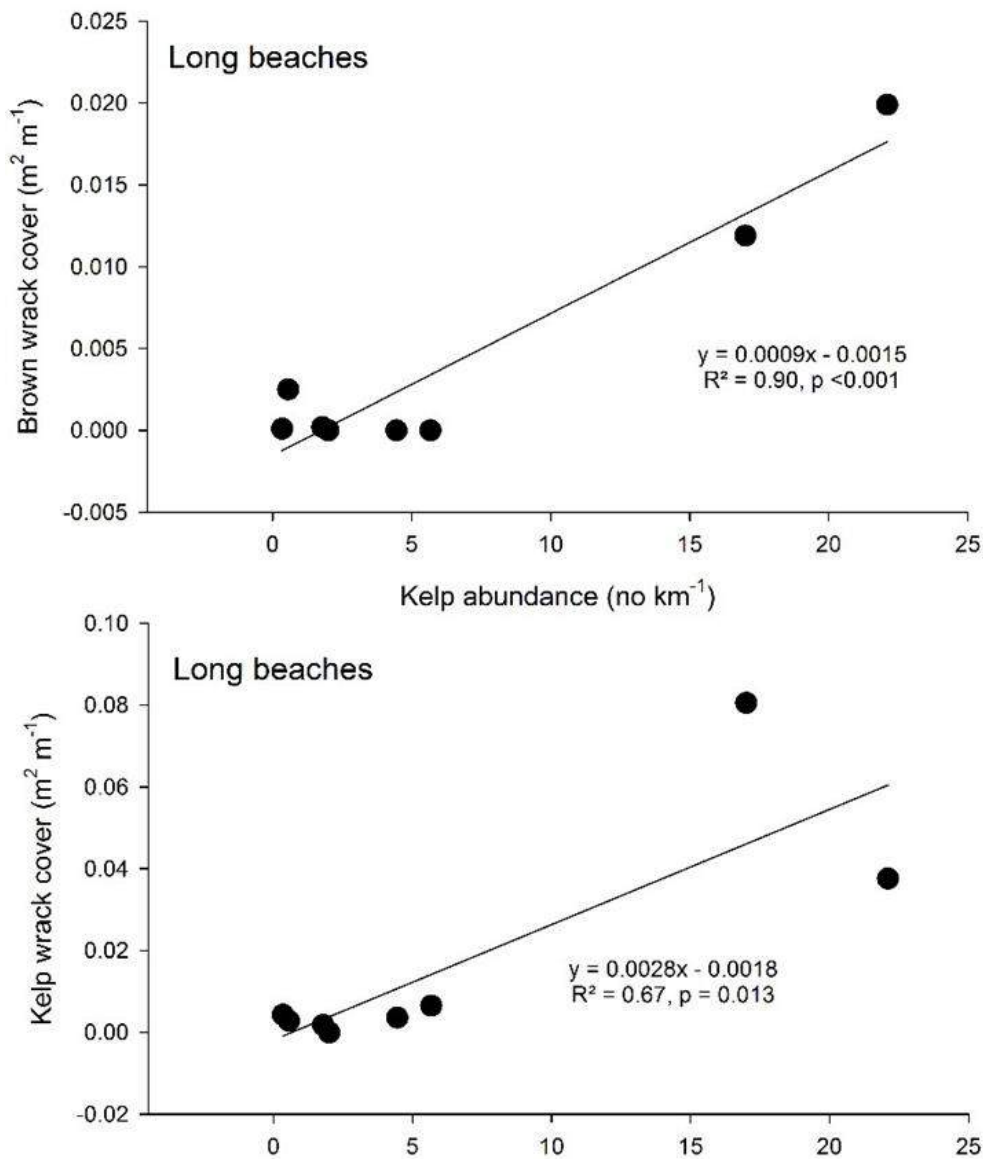 0.025
Long beaches
0.020
0.015
0.010
0.005
0.000
-0.005
Brown wrack cover (m² m⁻¹)
y = 0.0009x - 0.0015
R² = 0.90, p <0.001
0 5 10 15 20 25
Kelp abundance (no km⁻¹)
0.10
Long beaches
0.08
0.06
0.04
0.02
0.00
-0.02
Kelp wrack cover (m² m⁻¹)
y = 0.0028x - 0.0018
R² = 0.67, p = 0.013
0 5 10 15 20 25